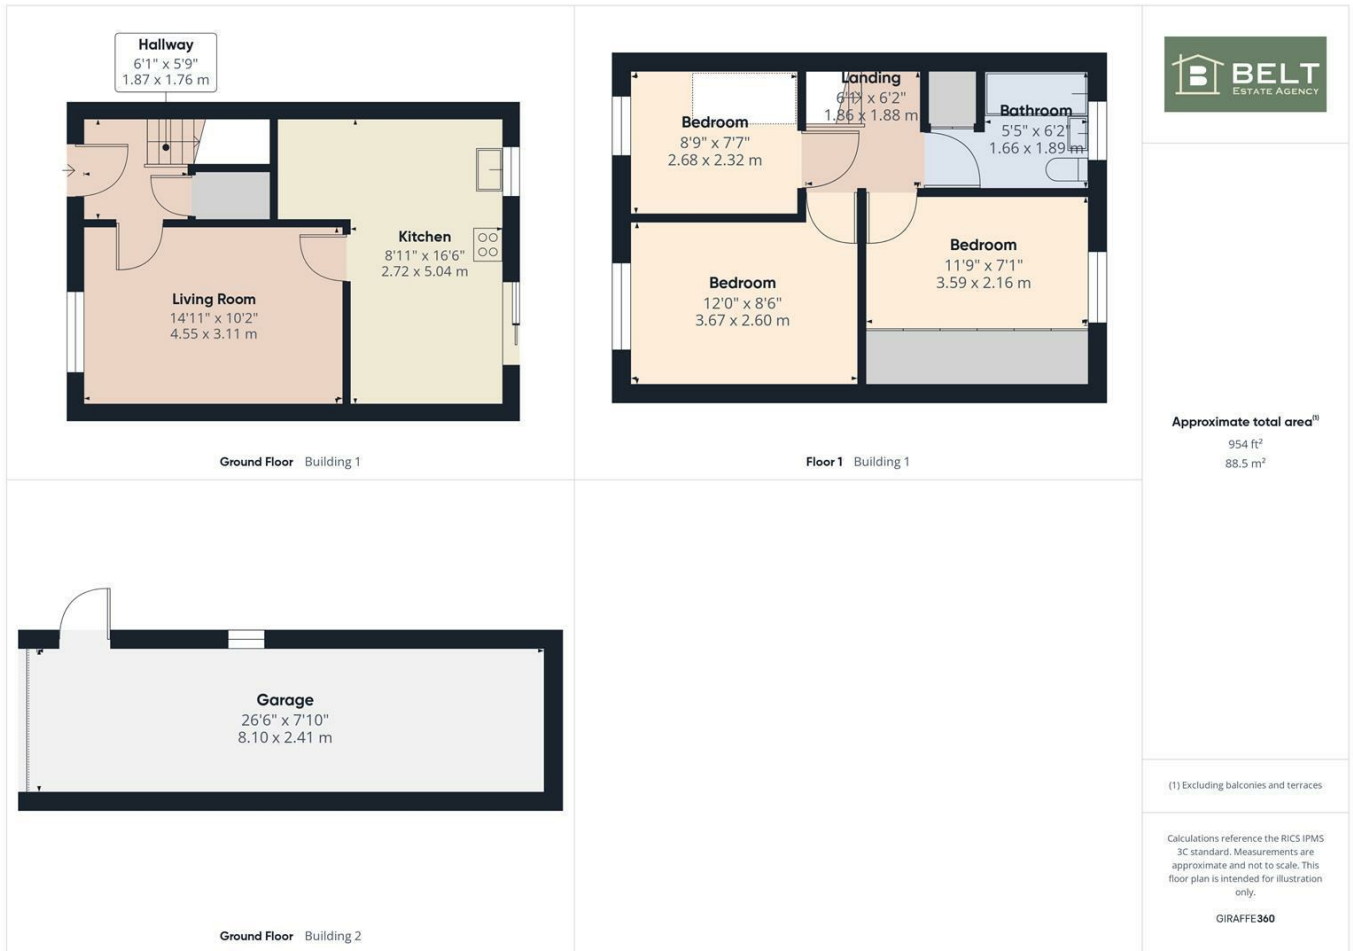 Hallway
6'1" x 5'9"
1.87 x 1.76 m
Kitchen
8'11" x 16'6"
2.72 x 5.04 m
Living Room
14'11" x 10'2"
4.55 x 3.11 m
Ground Floor Building 1
Landing
6'1" x 6'2"
1.86 x 1.88 m
Bedroom
8'9" x 7'7"
2.68 x 2.32 m
Bathroom
5'5" x 6'2"
1.66 x 1.89 m
Bedroom
11'9" x 7'1"
3.59 x 2.16 m
Bedroom
12'0" x 8'6"
3.67 x 2.60 m
Floor 1 Building 1
Garage
26'6" x 7'10"
8.10 x 2.41 m
Ground Floor Building 2
B BELT
ESTATE AGENCY
Approximate total area⁽¹⁾
954 ft²
88.5 m²
(1) Excluding balconies and terraces
Calculations reference the RICS IPMS
3C standard. Measurements are
approximate and not to scale. This
floor plan is intended for illustration
only.
GIRAFFE360